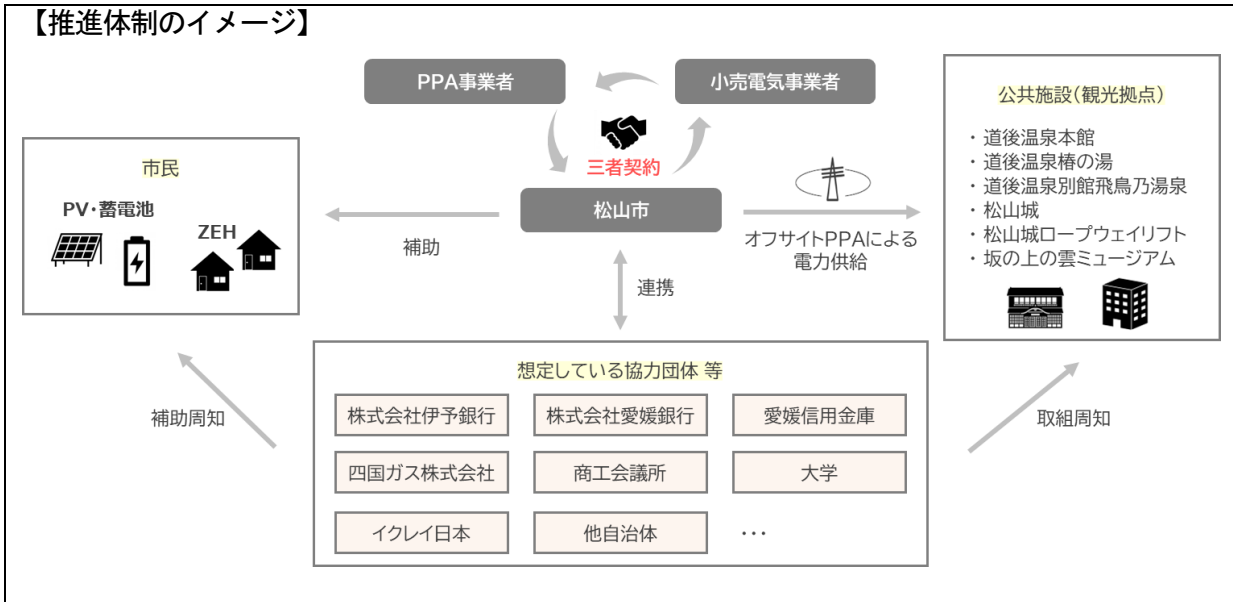 【推進体制のイメージ】
PPA事業者
小売電気事業者
三者契約
松山市
市民
PV・蓄電池
ZEH
補助
オフサイトPPAによる
電力供給
公共施設(観光拠点)
・道後温泉本館
・道後温泉椿の湯
・道後温泉別館飛鳥乃湯泉
・松山城
・松山城ロープウェイリフト
・坂の上の雲ミュージアム
連携
補助周知
取組周知
想定している協力団体 等
株式会社伊予銀行
株式会社愛媛銀行
愛媛信用金庫
四国ガス株式会社
商工会議所
大学
イクレイ日本
他自治体
・・・